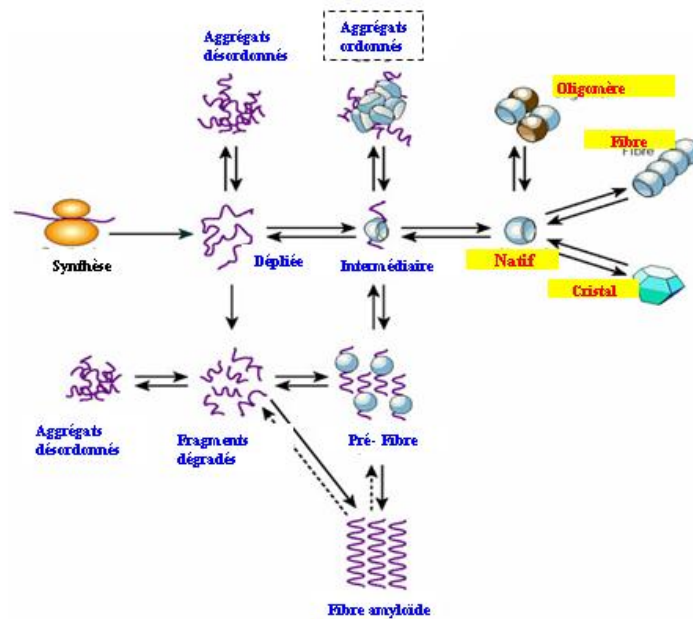 Aggrégats
désordonnés
Aggrégats
ordonnés
Oligomère
Fibre
Fibre
Synthèse
Dépliée
Intermédiaire
Natif
Cristal
Aggrégats
désordonnés
Fragments
dégradés
Pré- Fibre
Fibre amyloïde